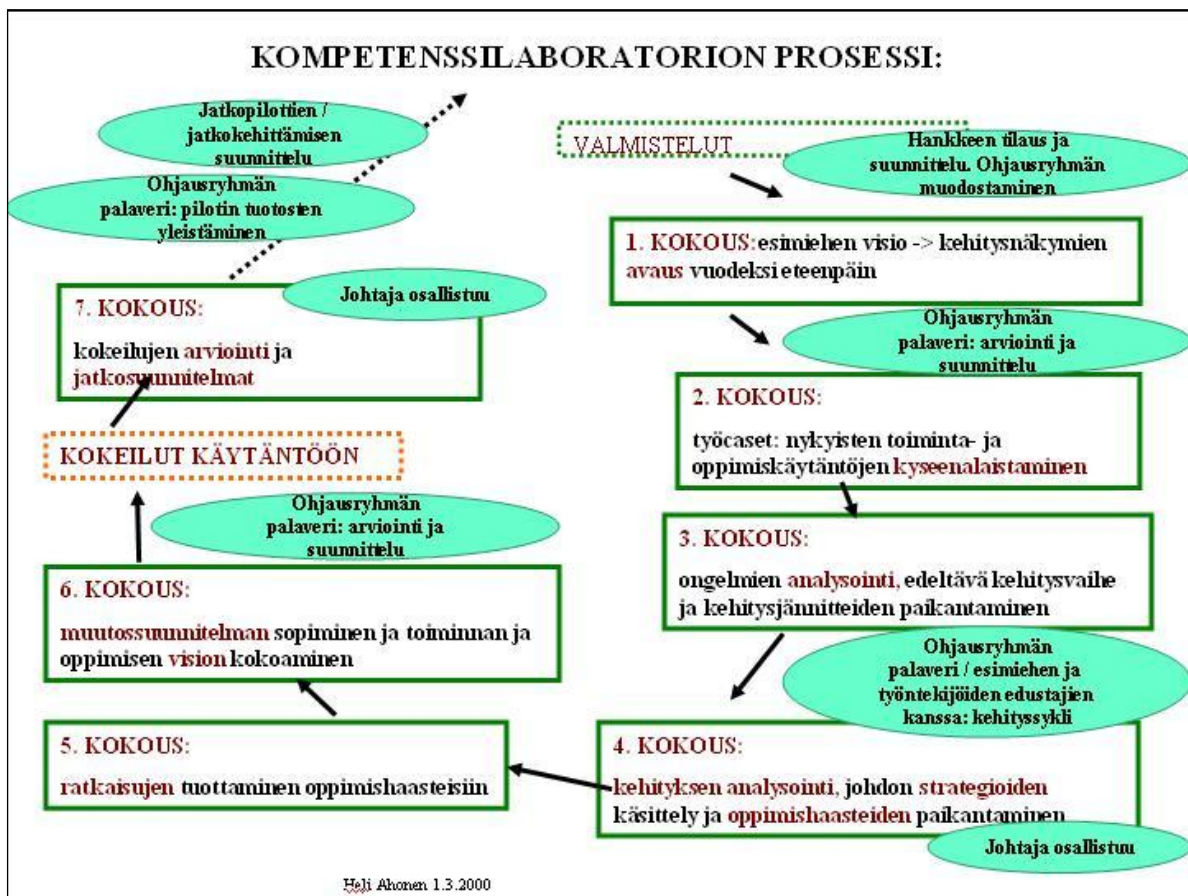 KOMPETENSSILABORATORION PROSESSI:
VALMISTELUT
Hankkeen tilaus ja
suunnittelu. Ohjausryhmän
muodostaminen
1. KOKOUS: esimiehen visio -> kehitysnäkymien
avaus vuodeksi eteenpäin
Ohjausryhmän
palaveri: arviointi ja
suunnittelu
2. KOKOUS:
työcaset: nykyisten toiminta- ja
oppimiskäytäntöjen kyseenalaistaminen
3. KOKOUS:
ongelmien analysointi, edeltävä kehitysvaihe
ja kehitysjännitteiden paikantaminen
Ohjausryhmän
palaveri / esimiehen ja
työntekijöiden edustajien
kanssa: kehityssykli
4. KOKOUS:
kehityksen analysointi, johdon strategioiden
käsittely ja oppimishaasteiden paikantaminen
Johtaja osallistuu
5. KOKOUS:
ratkaisujen tuottaminen oppimishaasteisiin
6. KOKOUS:
muutossuunnitelman sopiminen ja toiminnan ja
oppimisen vision kokoaminen
Ohjausryhmän
palaveri: arviointi ja
suunnittelu
KOKEILUT KÄYTÄNTÖÖN
7. KOKOUS:
kokeilujen arviointi ja
jatkosuunnitelmat
Johtaja osallistuu
Ohjausryhmän
palaveri: pilotin tuotosten
yleistäminen
Jatkopilottien /
jatkokehittämisen
suunnittelu
Heli Ahonen 1.3.2000